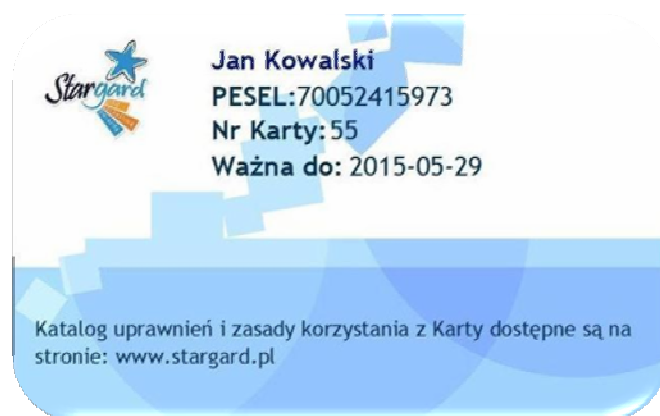 Stargard
Jan Kowalski
PESEL:70052415973
Nr Karty: 55
Ważna do: 2015-05-29
Katalog uprawnień i zasady korzystania z Karty dostępne są na
stronie: www.stargard.pl